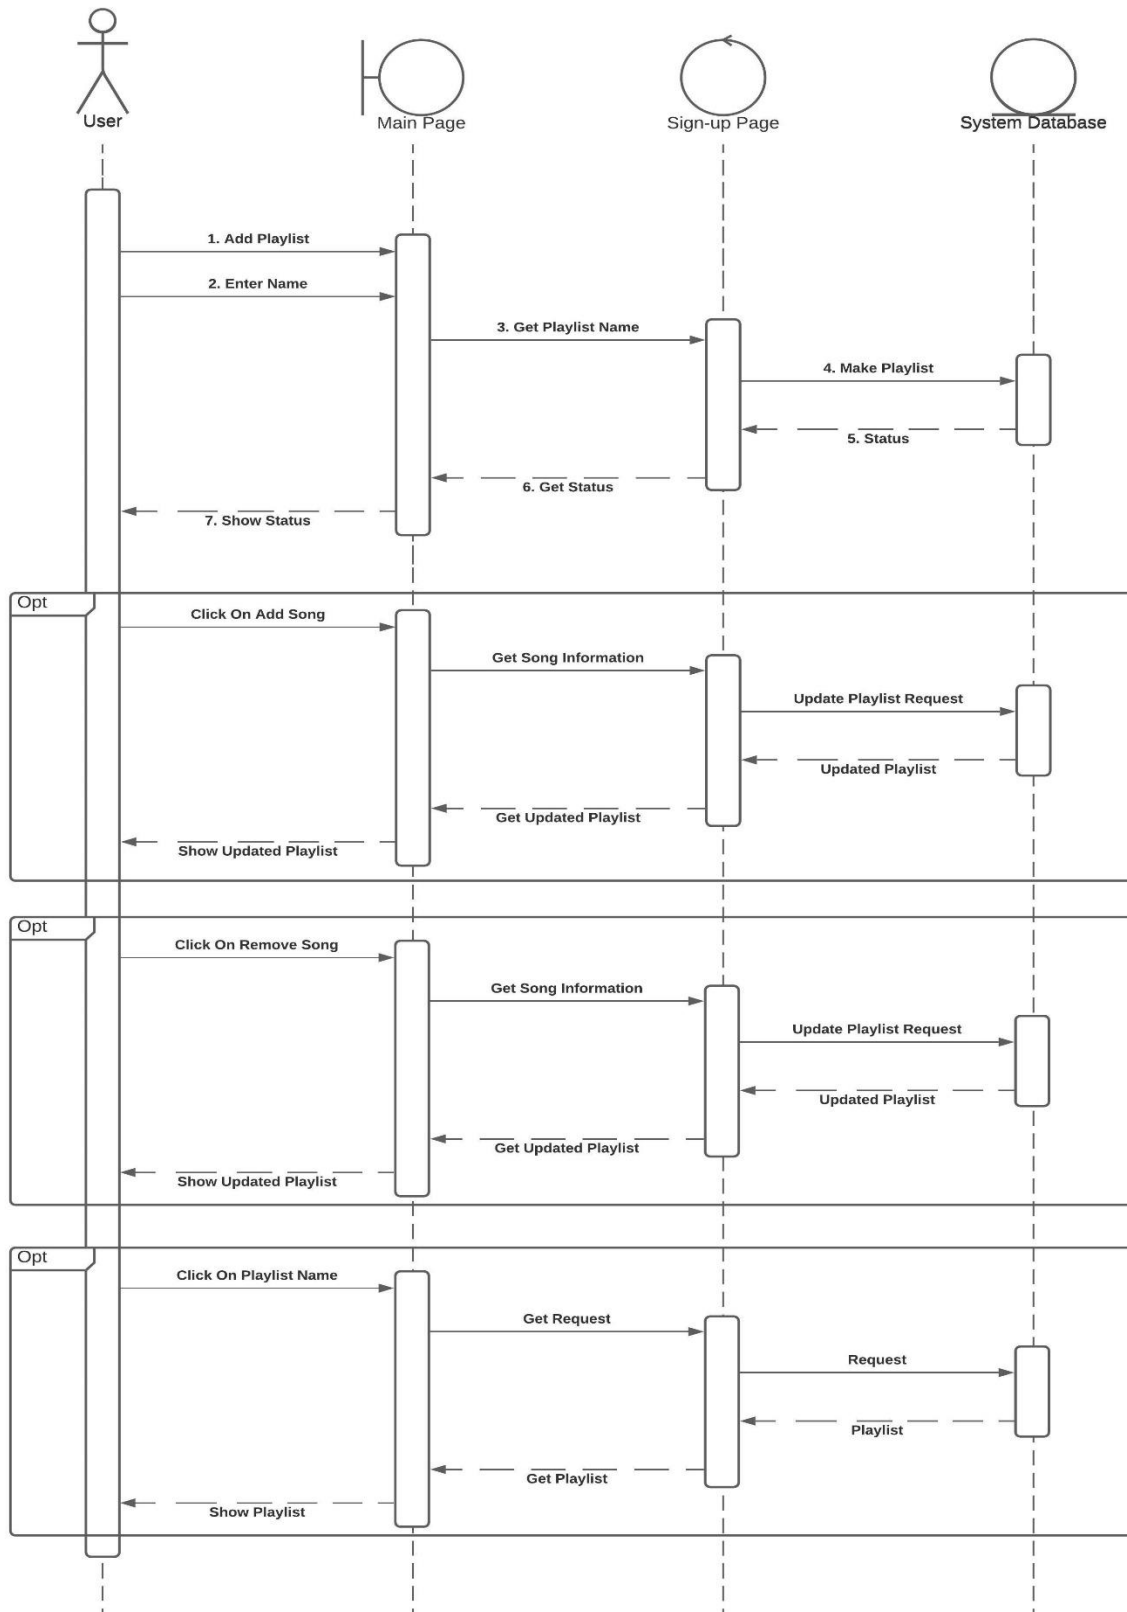 User
Main Page
Sign-up Page
System Database
1. Add Playlist
2. Enter Name
3. Get Playlist Name
4. Make Playlist
5. Status
6. Get Status
7. Show Status
Opt
Click On Add Song
Get Song Information
Update Playlist Request
Updated Playlist
Get Updated Playlist
Show Updated Playlist
Opt
Click On Remove Song
Get Song Information
Update Playlist Request
Updated Playlist
Get Updated Playlist
Show Updated Playlist
Opt
Click On Playlist Name
Get Request
Request
Playlist
Get Playlist
Show Playlist